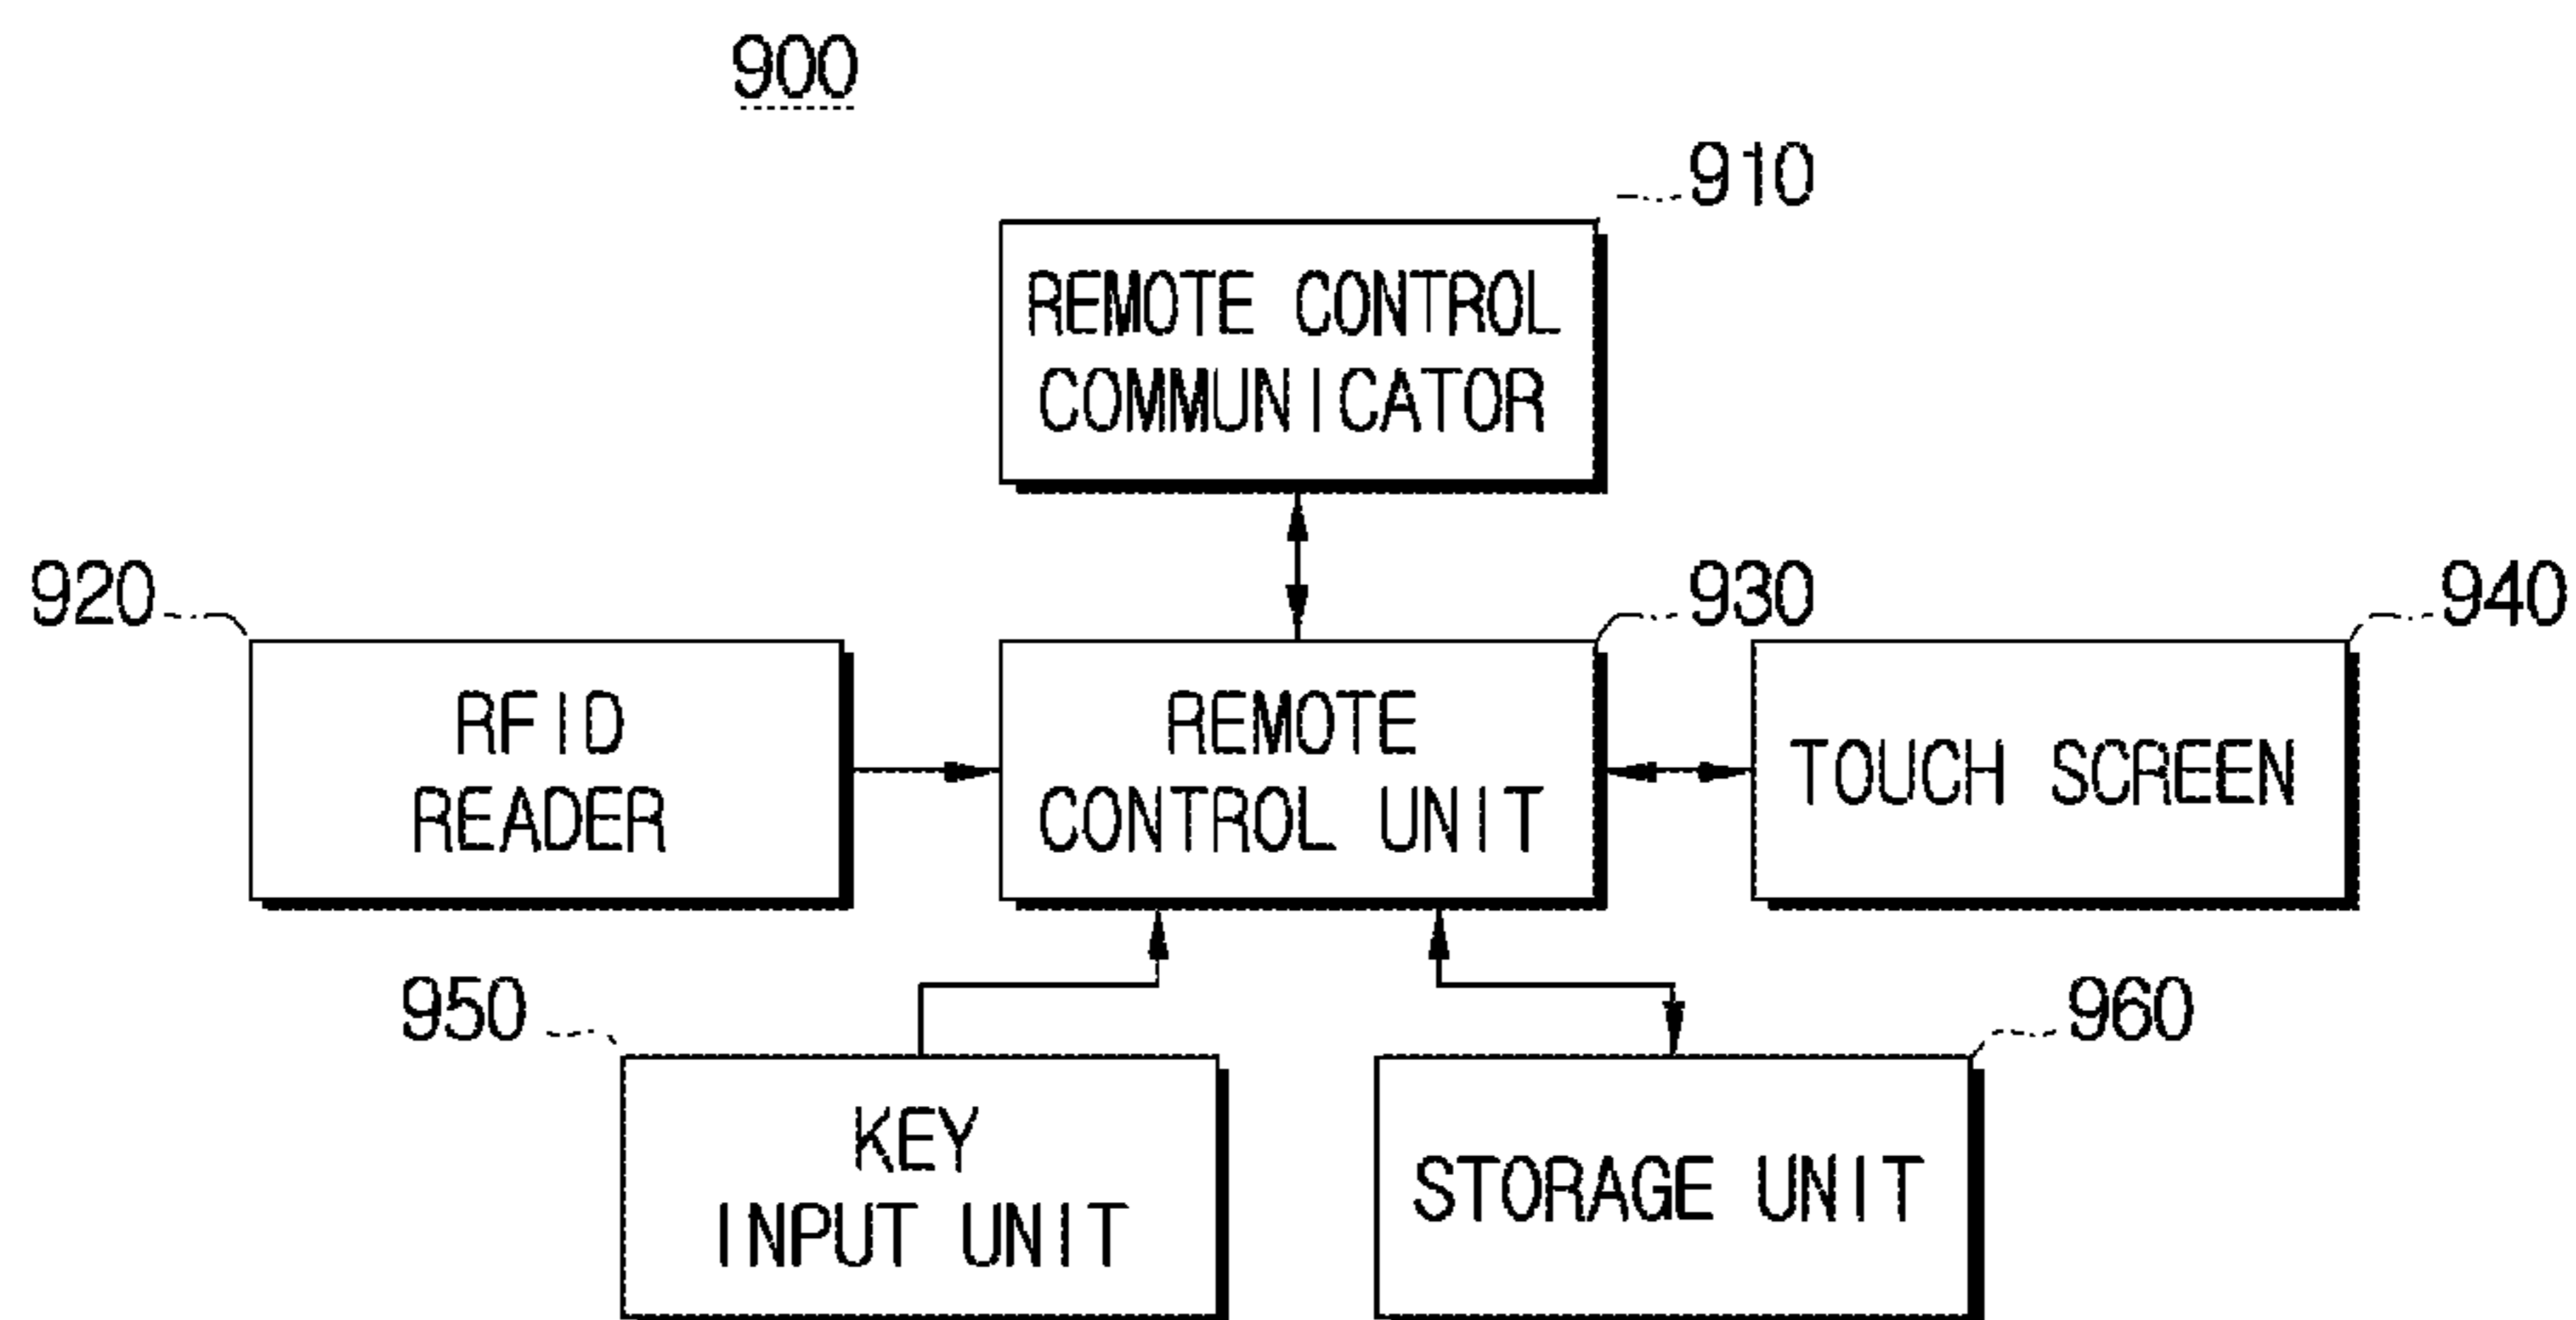 900
910
REMOTE CONTROL
COMMUNICATOR
920
930
940
RFID
READER
REMOTE
CONTROL UNIT
TOUCH SCREEN
950
960
KEY
INPUT UNIT
STORAGE UNIT